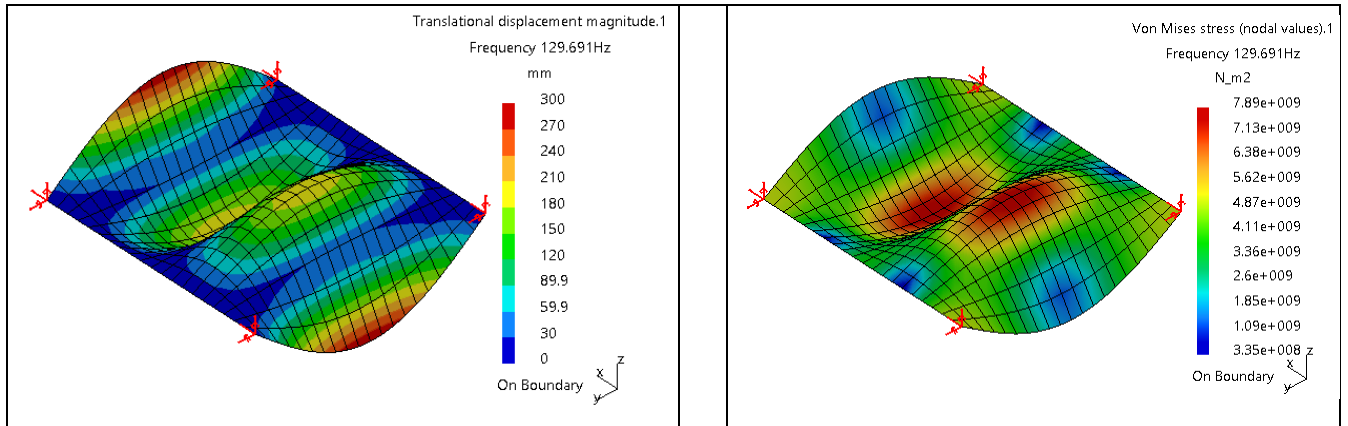 Translational displacement magnitude.1
Frequency 129.691Hz
mm
300
270
240
210
180
150
120
89.9
59.9
30
0
On Boundary
x
y
z
Von Mises stress (nodal values).1
Frequency 129.691Hz
N_m2
7.89e+009
7.13e+009
6.38e+009
5.62e+009
4.87e+009
4.11e+009
3.36e+009
2.6e+009
1.85e+009
1.09e+009
3.35e+008
On Boundary
x
y
z